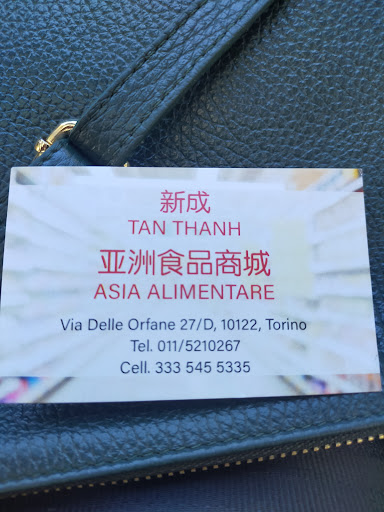 新成
TAN THANH
亚洲食品商城
ASIA ALIMENTARE
Via Delle Orfane 27/D, 10122, Torino
Tel. 011/5210267
Cell. 333 545 5335